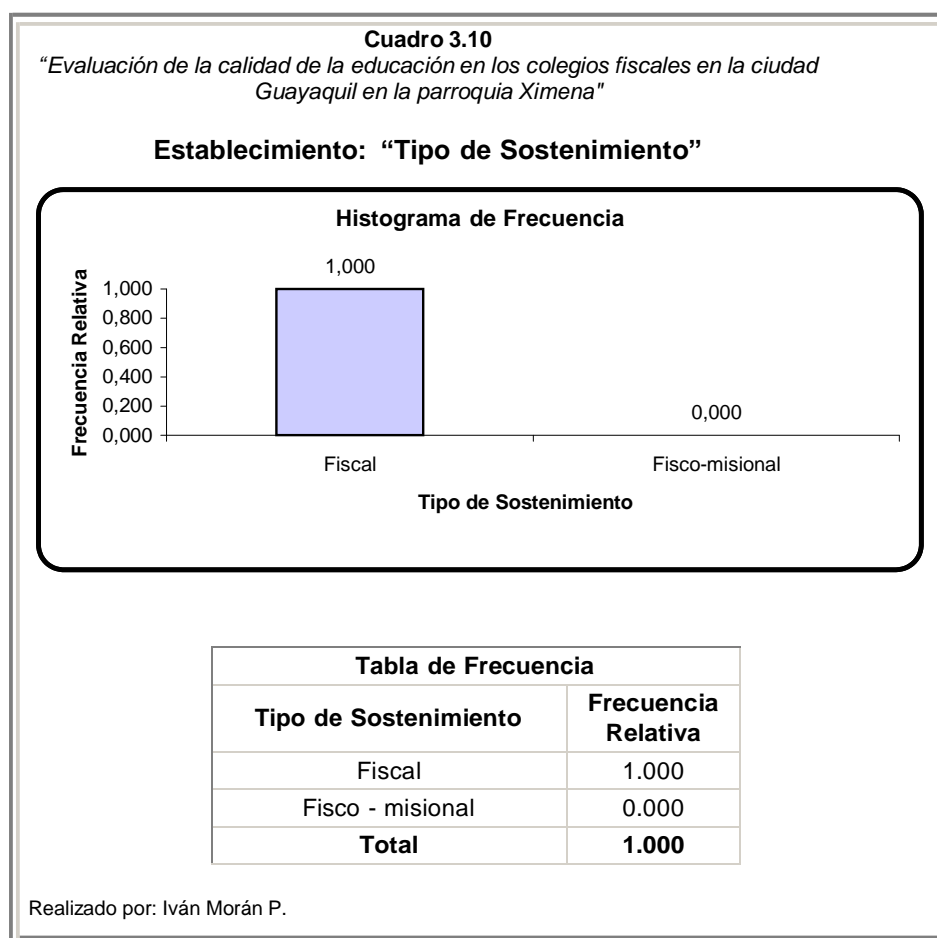 Cuadro 3.10
“Evaluación de la calidad de la educación en los colegios fiscales en la ciudad
Guayaquil en la parroquia Ximena"
Establecimiento: “Tipo de Sostenimiento”
Histograma de Frecuencia
Frecuencia Relativa
1,000
0,800
0,600
0,400
0,200
0,000
1,000
0,000
Fiscal
Fisco-misional
Tipo de Sostenimiento
Tabla de Frecuencia
Tipo de Sostenimiento
Frecuencia
Relativa
Fiscal 1.000
Fisco - misional 0.000
Total 1.000
Realizado por: Iván Morán P.